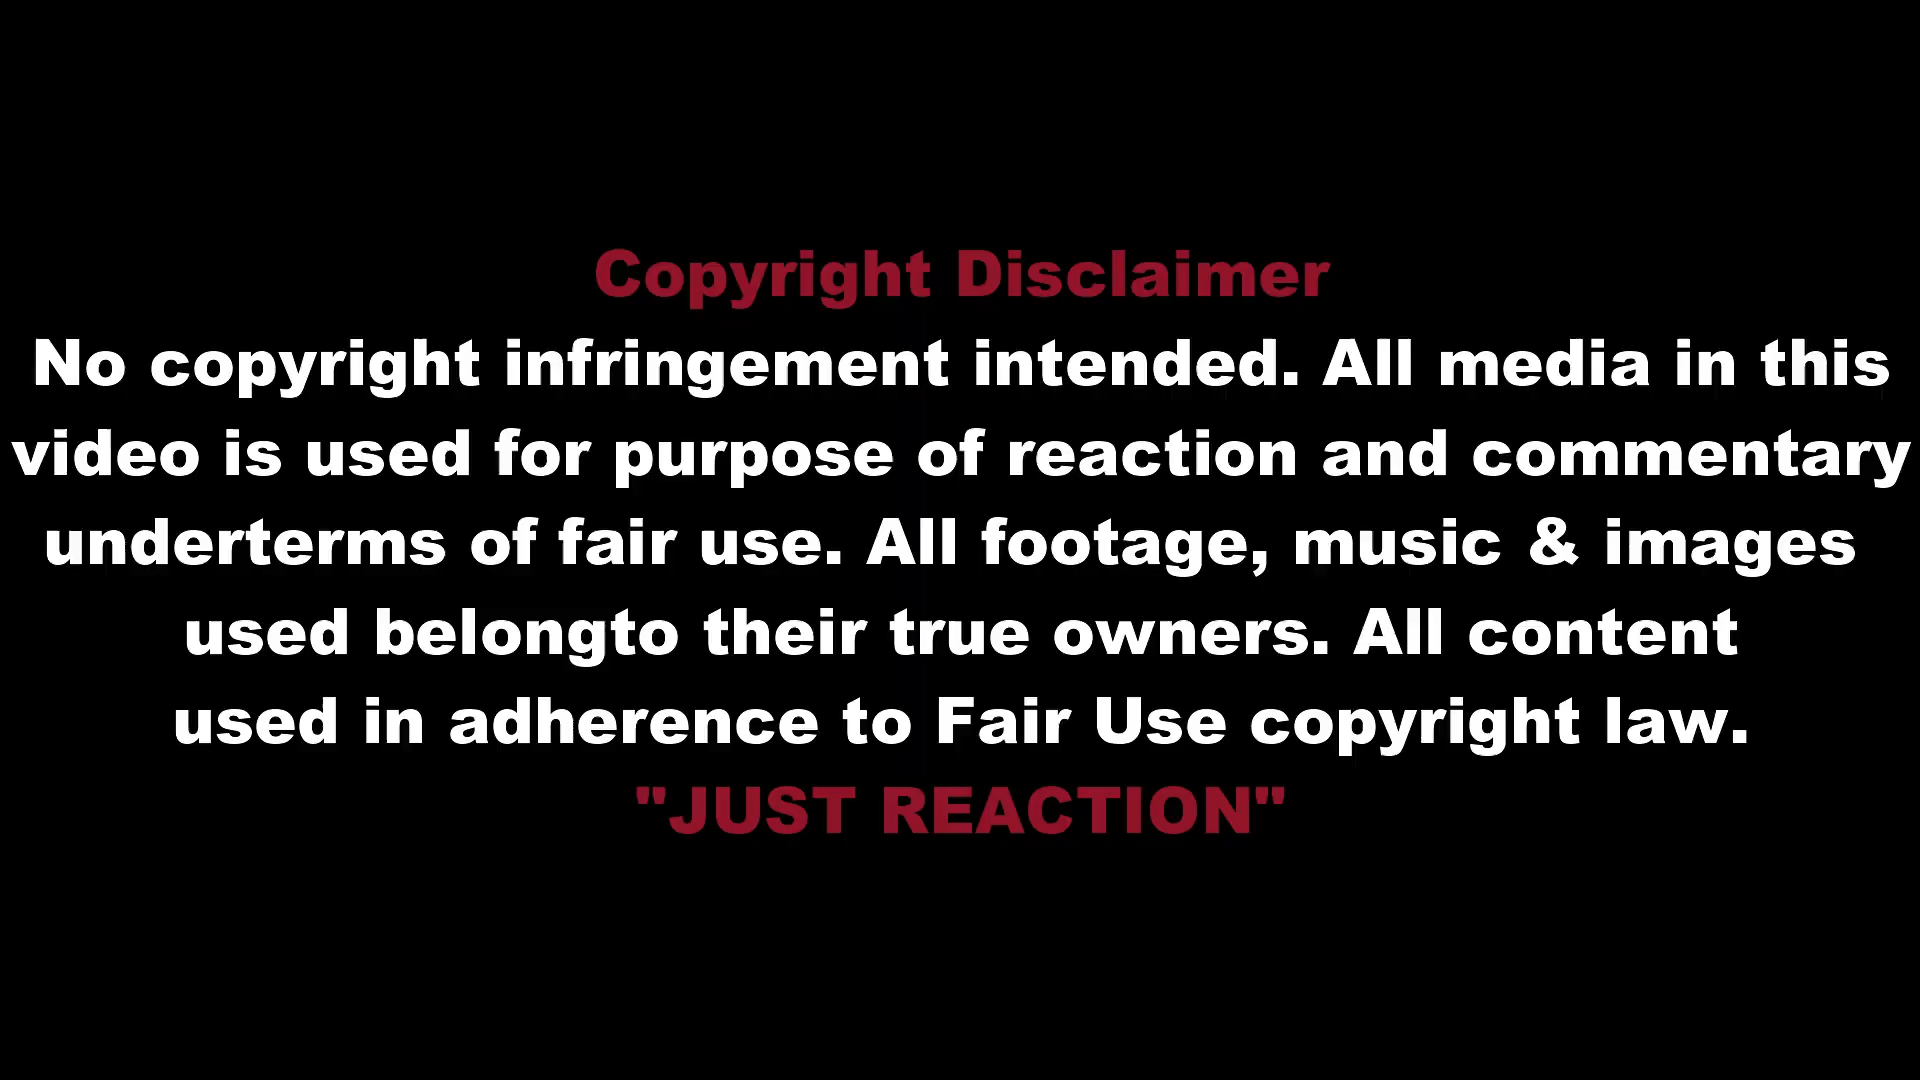 Copyright Disclaimer
No copyright infringement intended. All media in this
video is used for purpose of reaction and commentary
underterms of fair use. All footage, music & images
used belongto their true owners. All content
used in adherence to Fair Use copyright law.
"JUST REACTION"